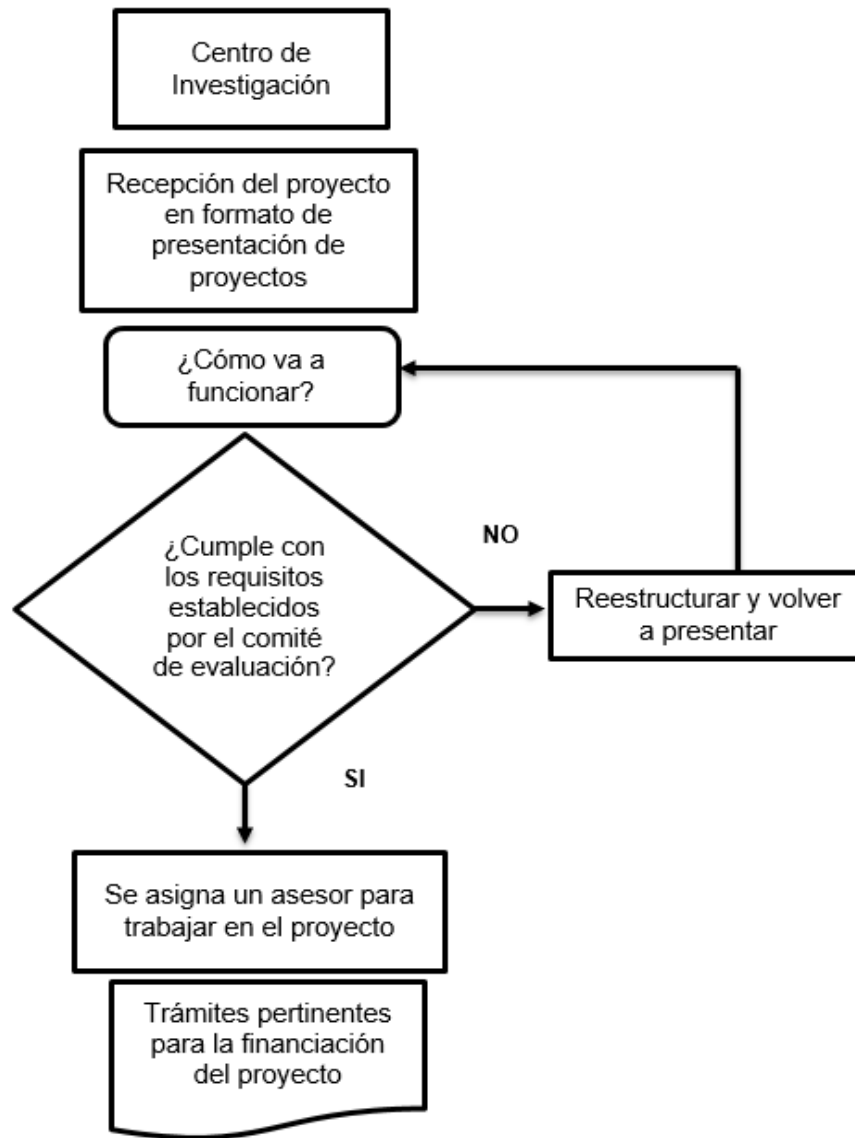 Centro de
Investigación
Recepción del proyecto
en formato de
presentación de
proyectos
¿Cómo va a
funcionar?
¿Cumple con
los requisitos
establecidos
por el comité
de evaluación?
NO
Reestructurar y volver
a presentar
SI
Se asigna un asesor para
trabajar en el proyecto
Trámites pertinentes
para la financiación
del proyecto